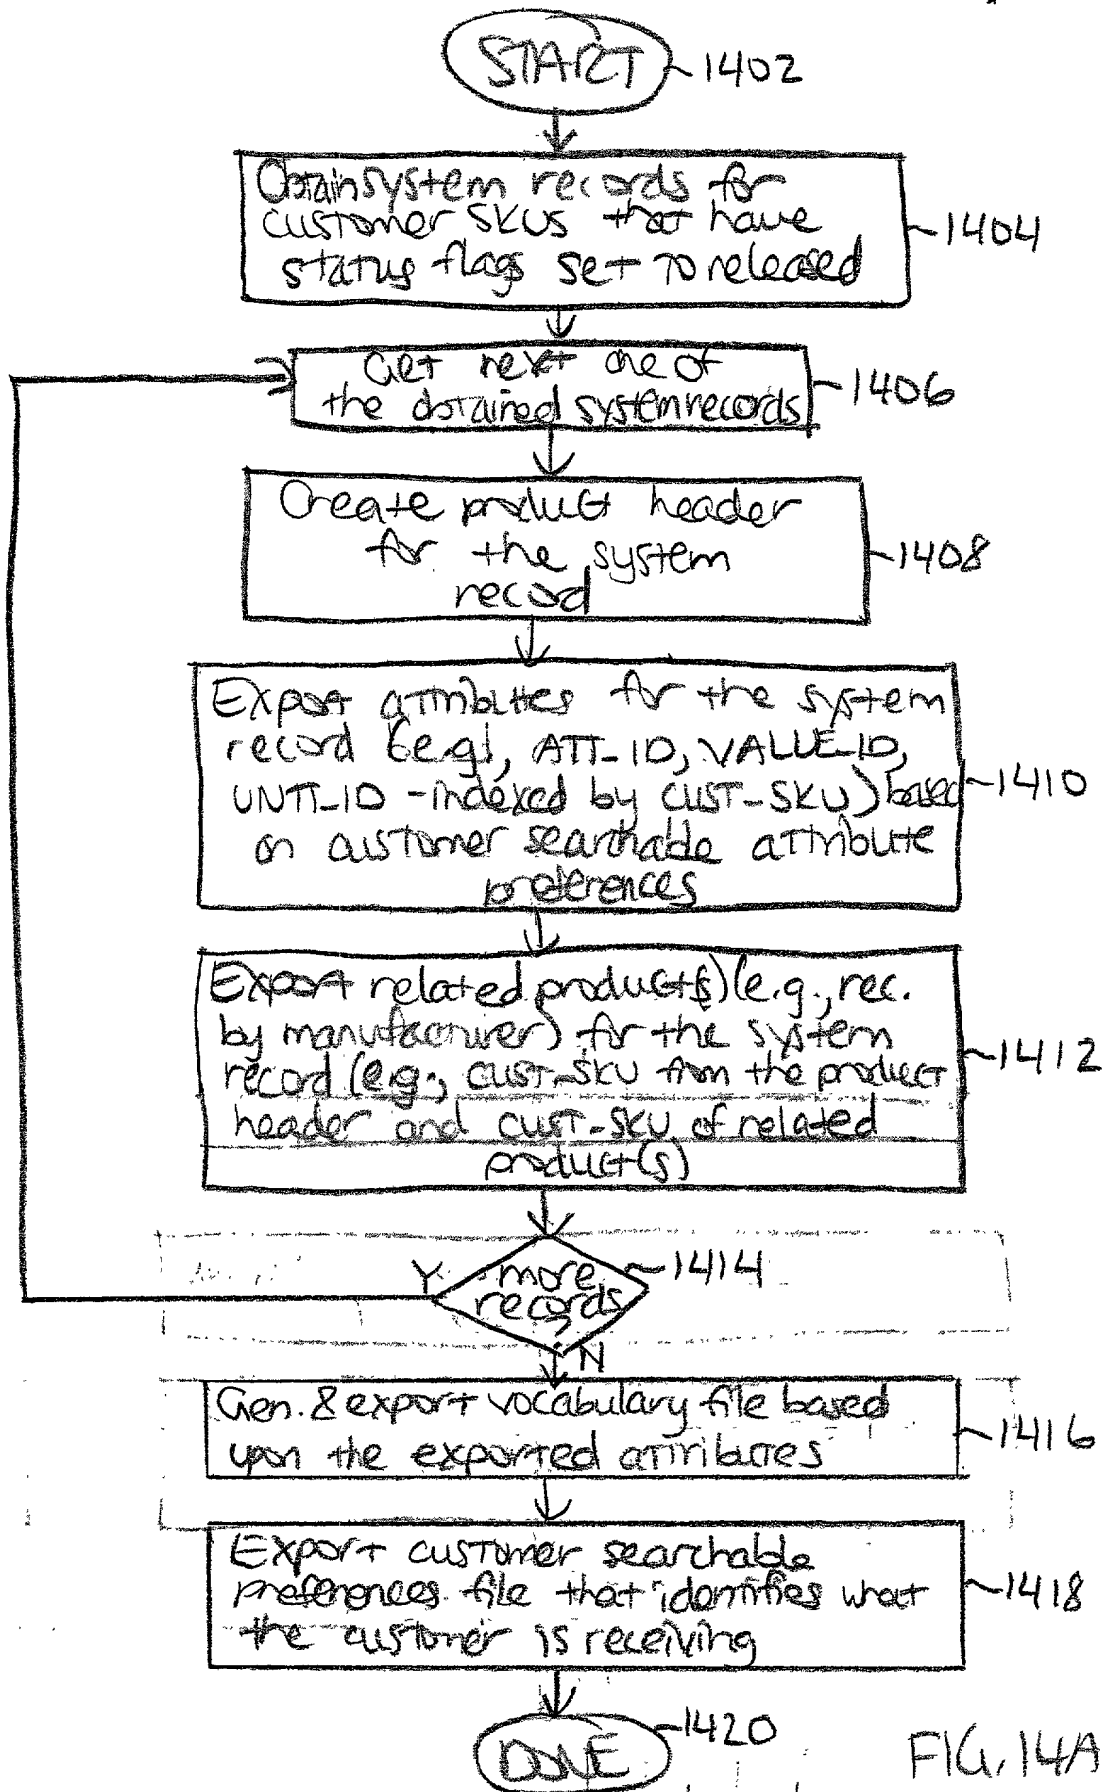 START
1402
Obtain system records for
customer SKUs that have
status flags set to released
1404
Get next one of
the obtained system records
1406
Create product header
for the system
record
1408
Export attributes for the system
record (e.g., ATT_ID, VALUE_ID,
UNIT_ID - indexed by CUST_SKU) based
on customer searchable attribute
preferences
1410
Export related product(s) (e.g., rec.
by manufacturer) for the system
record (e.g., CUST_SKU from the product
header and CUST_SKU of related
product(s)
1412
Y
more
records
?
1414
N
Gen. & export vocabulary file based
upon the exported attributes
1416
Export customer searchable
preferences file that identifies what
the customer is receiving
1418
DONE
1420
FIG. 14A